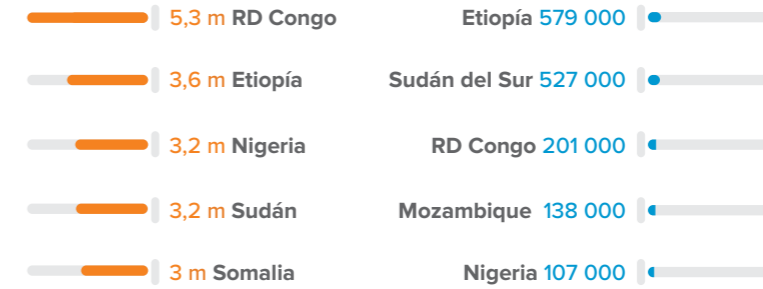 5,3 m RD Congo
3,6 m Etiopía
3,2 m Nigeria
3,2 m Sudán
3 m Somalia
Etiopía 579 000
Sudán del Sur 527 000
RD Congo 201 000
Mozambique 138 000
Nigeria 107 000